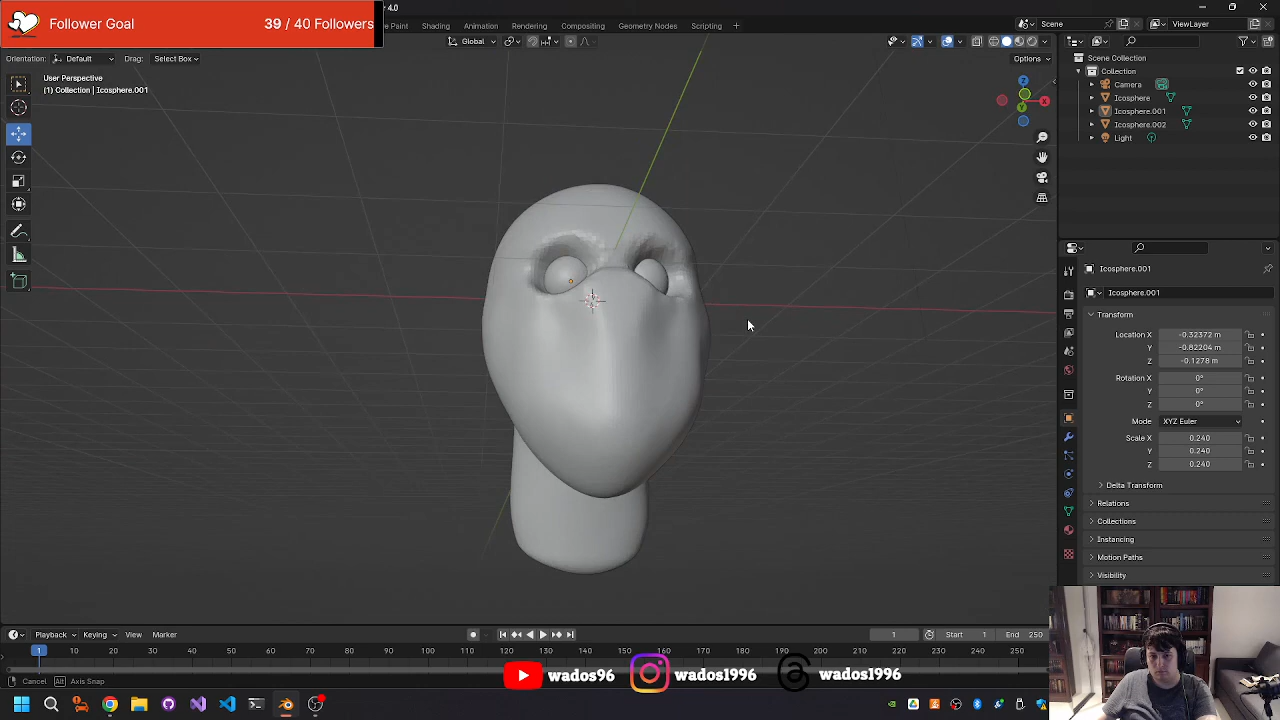 Follower Goal 39 / 40 Followers
4.0
e Paint Shading Animation Rendering Compositing Geometry Nodes Scripting +
Scene
ViewLayer
Global
Orientation: Default Drag: Select Box
Options
User Perspective
(1) Collection | Icosphere.001
Z
Y
X
Scene Collection
Collection
Camera
Icosphere
Icosphere.001
Icosphere.002
Light
Icosphere.001
Icosphere.001
Transform
Location X -0.32372 m
Y -0.82204 m
Z -0.1278 m
Rotation X 0°
Y 0°
Z 0°
Mode XYZ Euler
Scale X 0.240
Y 0.240
Z 0.240
Delta Transform
Relations
Collections
Instancing
Motion Paths
Visibility
Playback Keying View Marker
1 Start 1 End 250
1 10 20 30 40 50 60 70 80 90 100 110 120 130 140 150 160 170 180 190 200 210 220 230 240 250
Cancel Alt Axis Snap
wados96 wados1996 wados1996